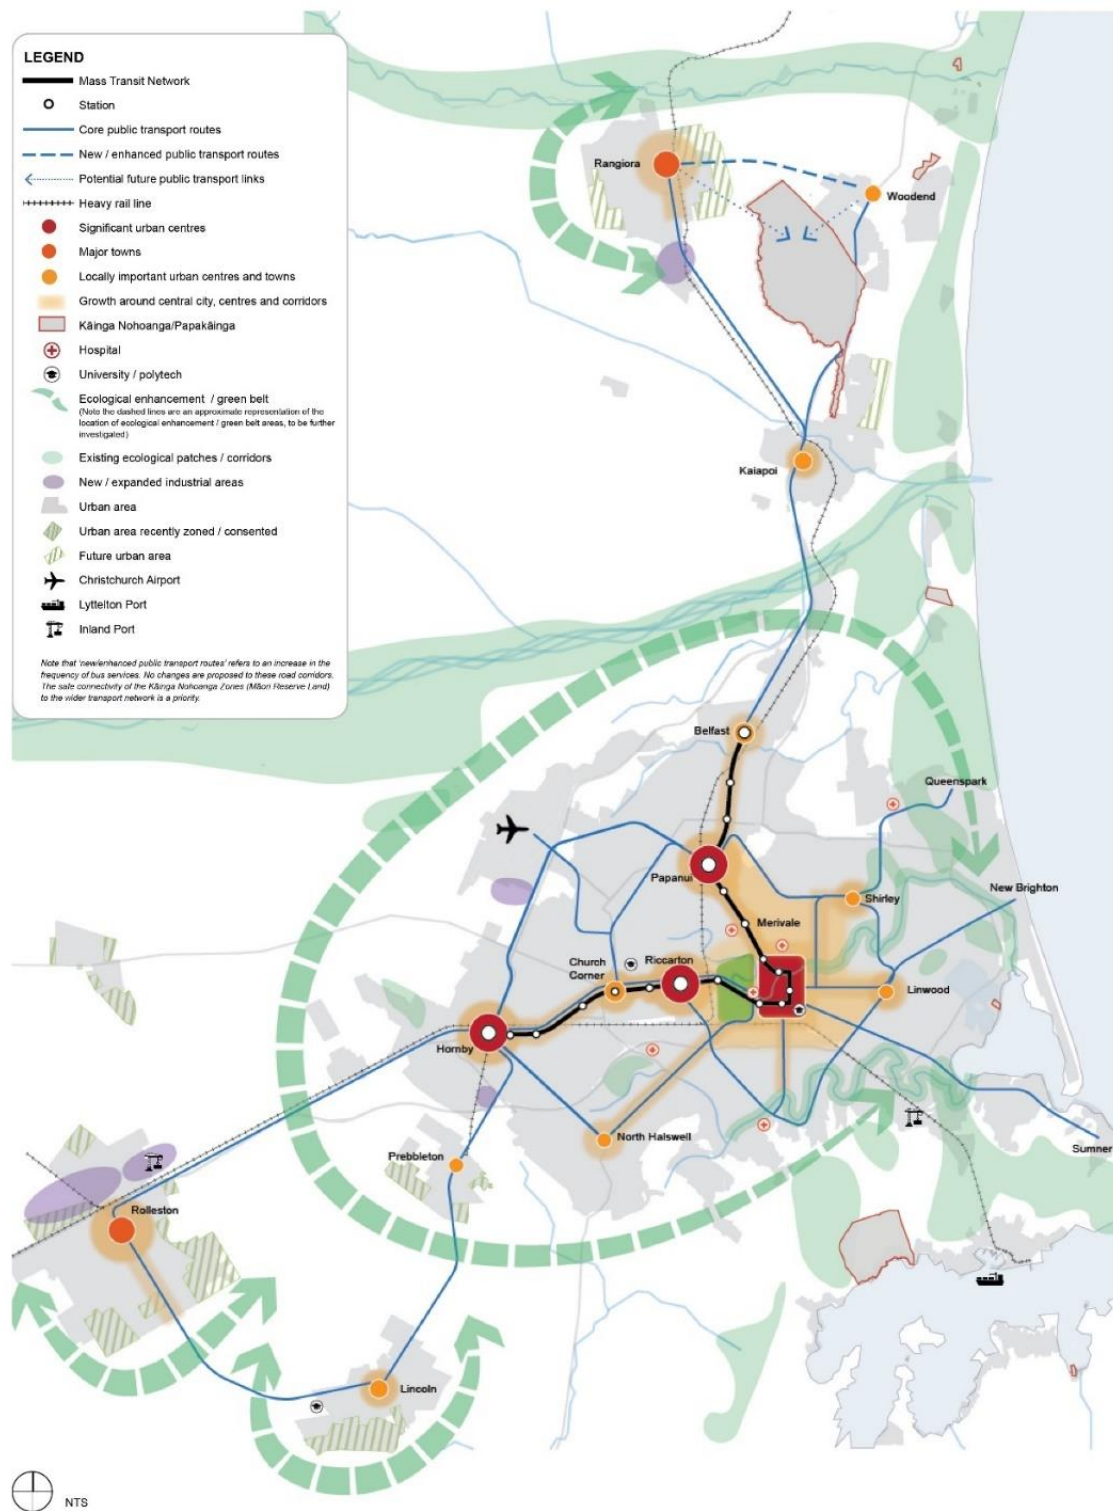 LEGEND
Mass Transit Network
Station
Core public transport routes
New / enhanced public transport routes
Potential future public transport links
Heavy rail line
Significant urban centres
Major towns
Locally important urban centres and towns
Growth around central city, centres and corridors
Kāinga Nohoanga/Papakāinga
Hospital
University / polytech
Ecological enhancement / green belt
(Note the dashed lines are an approximate representation of the
location of ecological enhancement / green belt areas, to be further
investigated)
Existing ecological patches / corridors
New / expanded industrial areas
Urban area
Urban area recently zoned / consented
Future urban area
Christchurch Airport
Lyttelton Port
Inland Port
Note that 'new/enhanced public transport routes' refers to an increase in the
frequency of bus services. No changes are proposed to these road corridors.
The safe connectivity of the Kāinga Nohoanga Zones (Māori Reserve Land)
to the wider transport network is a priority.
Rangiora
Woodend
Kaiapoi
Belfast
Queenspark
Papanui
New Brighton
Shirley
Merivale
Church
Corner
Riccarton
Linwood
Hornby
North Halswell
Sumner
Prebbleton
Rolleston
Lincoln
NTS